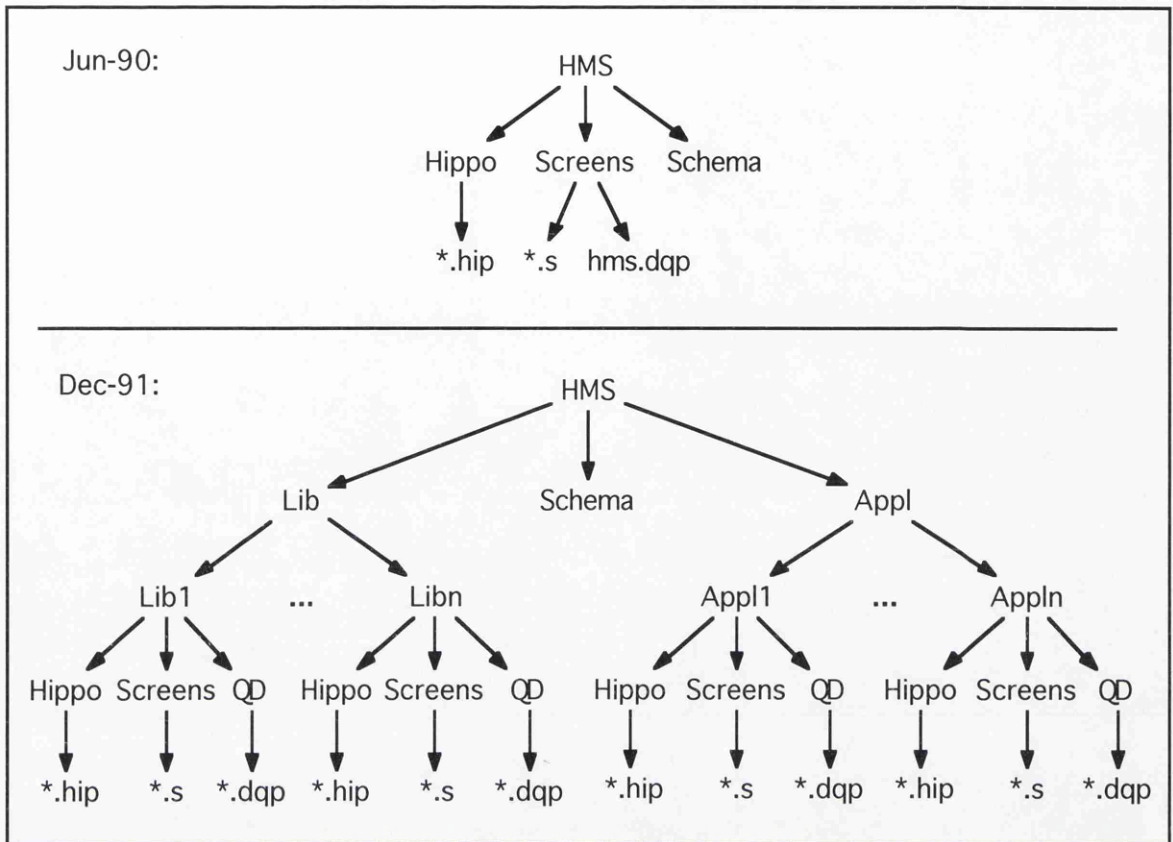 Jun-90:
HMS
Hippo Screens Schema
*.hip *.s hms.dqp
Dec-91:
HMS
Lib Schema Appl
Lib1 ... Libn Appl1 ... Appln
Hippo Screens QD Hippo Screens QD Hippo Screens QD Hippo Screens QD
*.hip *.s *.dqp *.hip *.s *.dqp *.hip *.s *.dqp *.hip *.s *.dqp